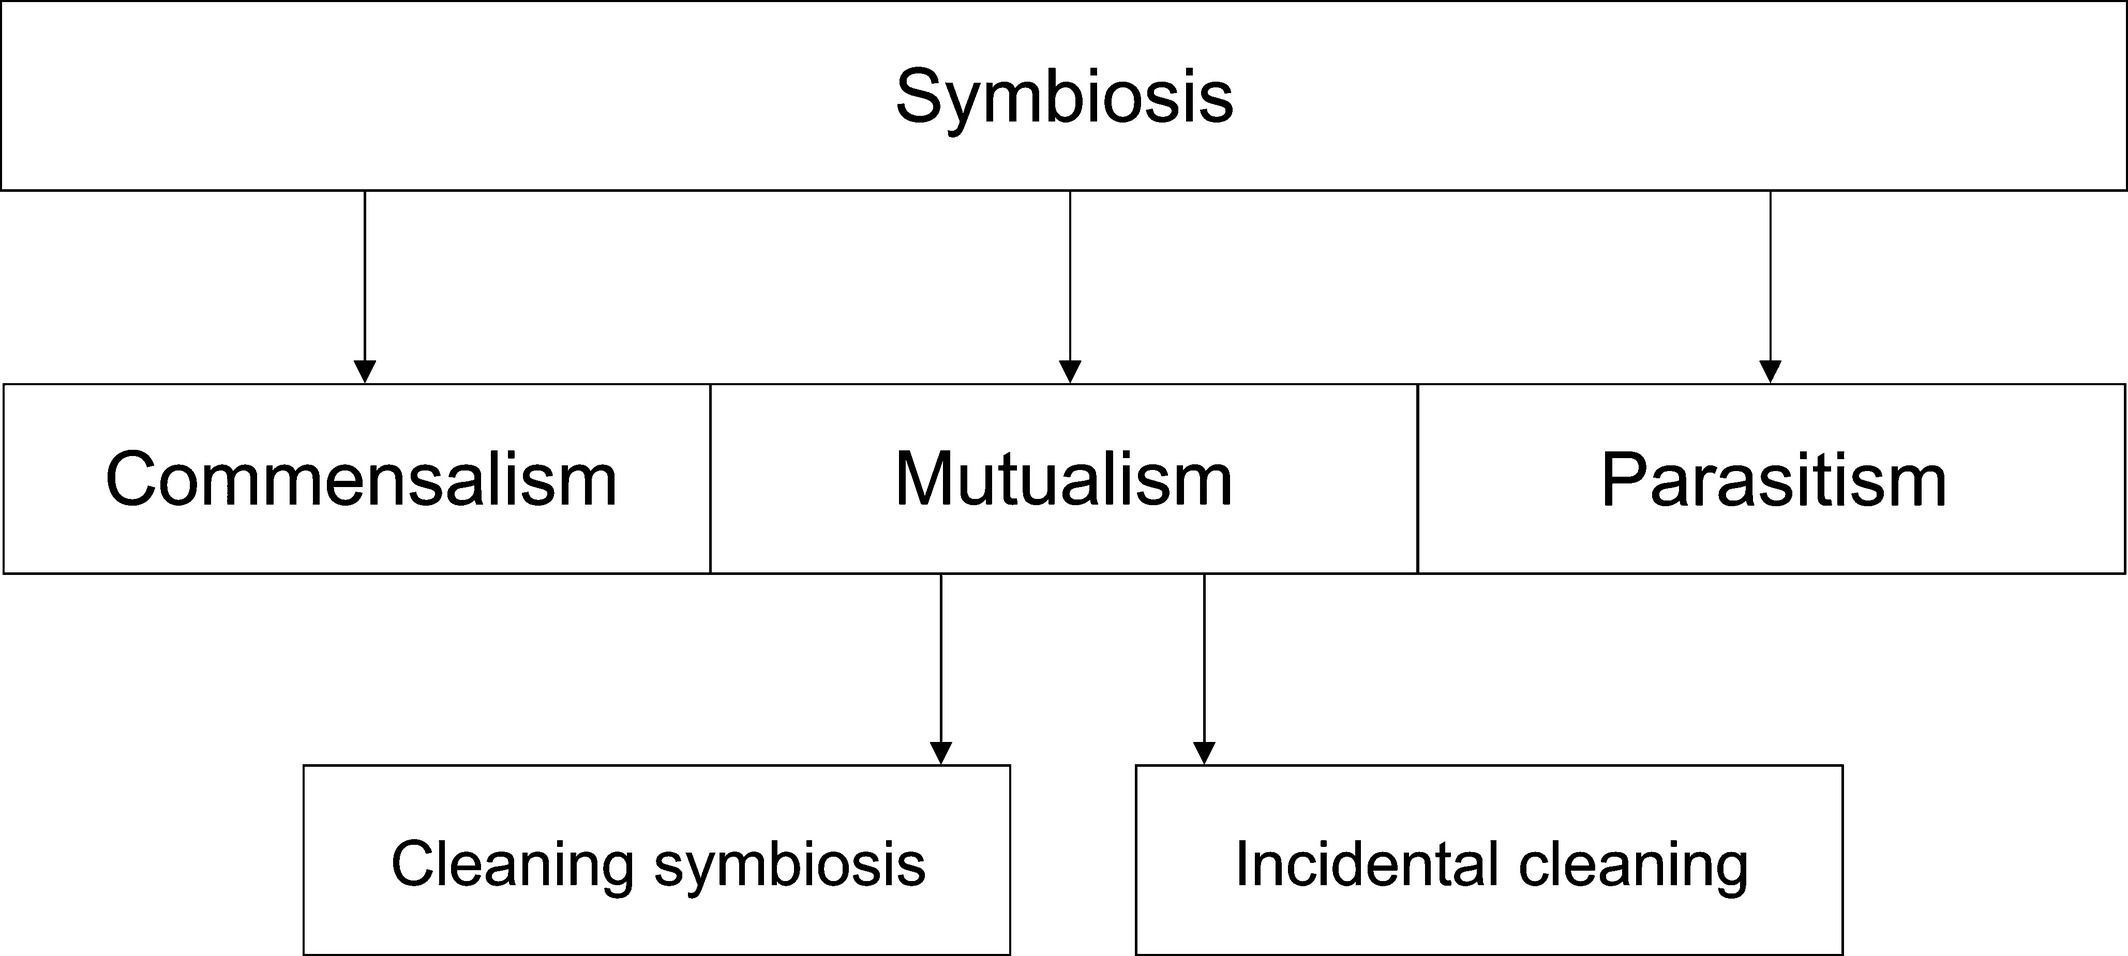 Symbiosis
Commensalism
Mutualism
Parasitism
Cleaning symbiosis
Incidental cleaning